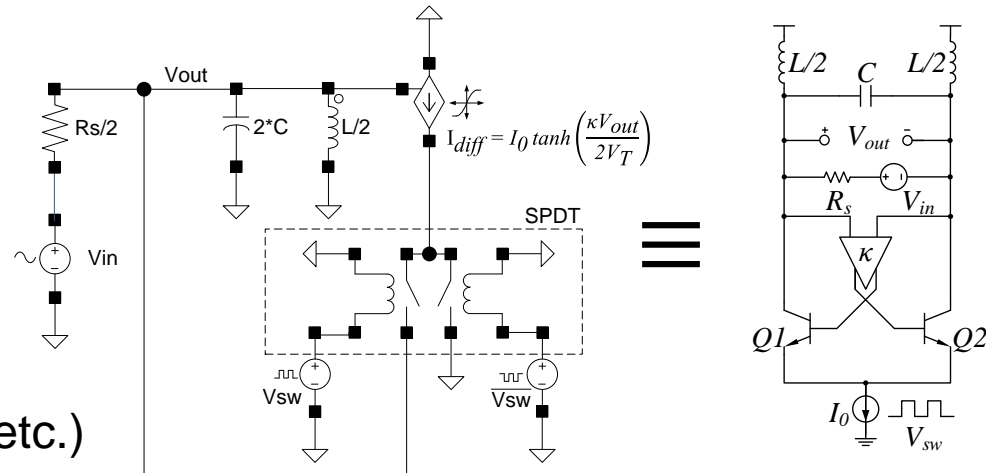 Vout
Rs/2
2*C
L/2
I_diff = I_0 tanh(κV_out / 2V_T)
SPDT
Vin
Vsw
V̅s̅w̅
etc.)
L/2
C
L/2
+ V_out -
R_s
V_in
κ
Q1
Q2
I_0
V_sw